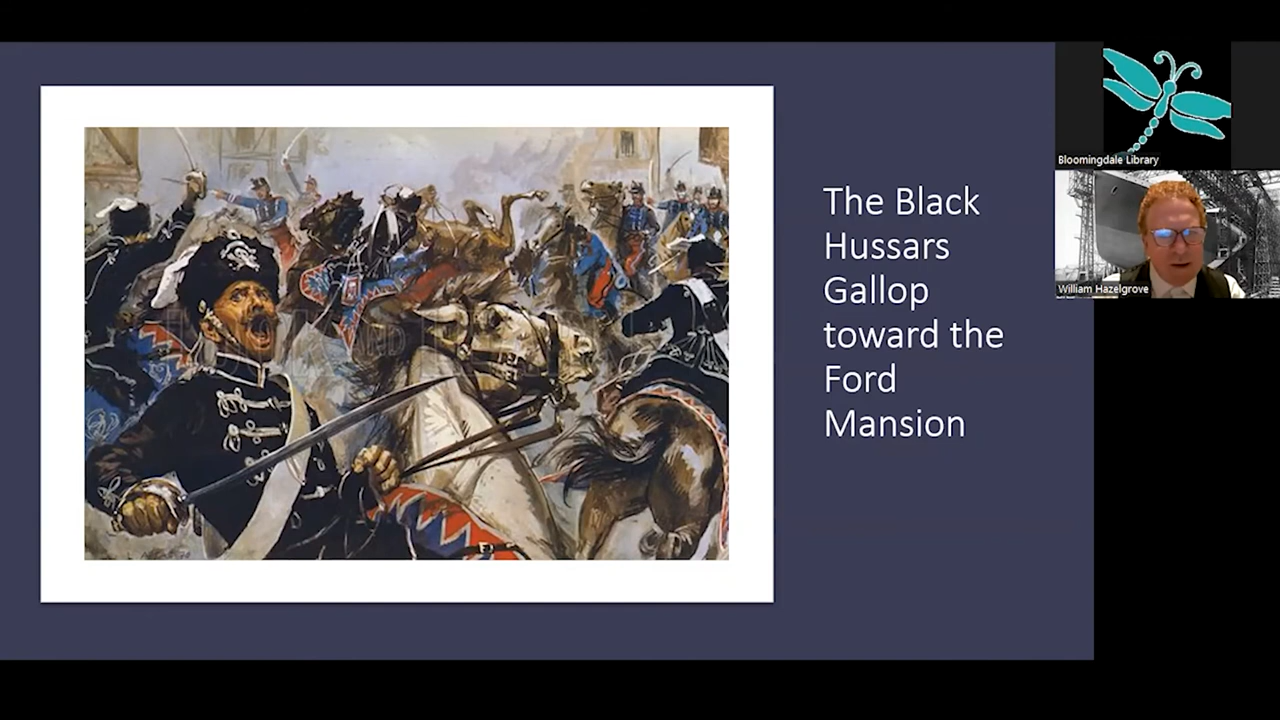 The Black
Hussars
Gallop
toward the
Ford
Mansion
Bloomingdale Library
William Hazelgrove